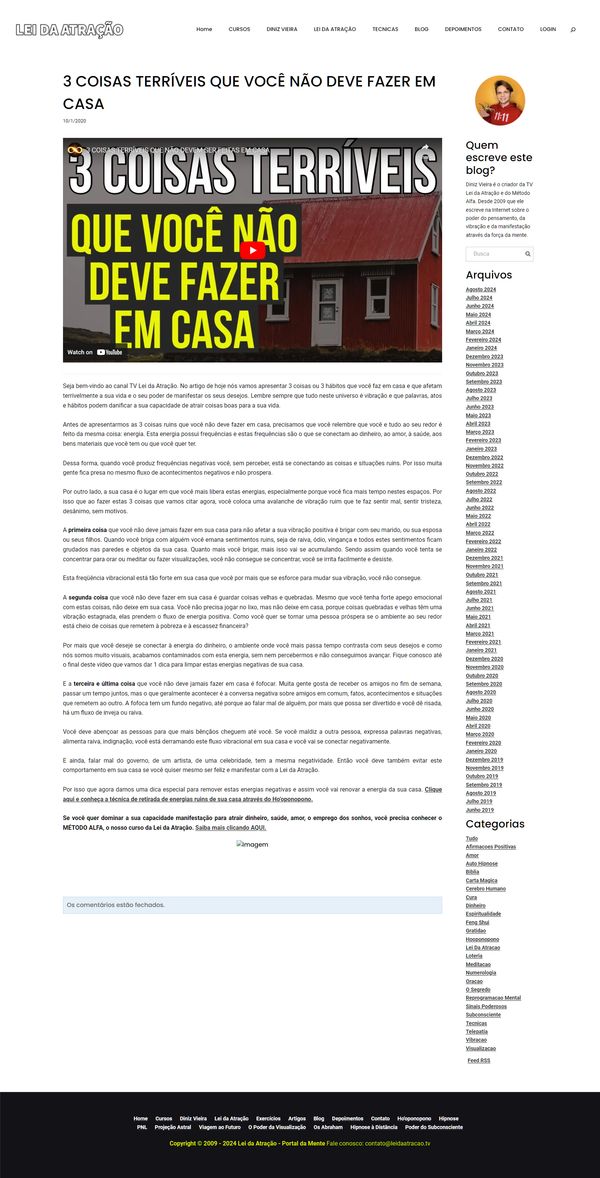 LEI DA ATRAÇÃO
Home CURSOS DINIZ VIEIRA LEI DA ATRAÇÃO TECNICAS BLOG DEPOIMENTOS CONTATO LOGIN
3 COISAS TERRÍVEIS QUE VOCÊ NÃO DEVE FAZER EM
CASA
10/1/2020
3 COISAS TERRÍVEIS QUE NÃO DEVEM SER FEITAS EM CASA
3 COISAS TERRÍVEIS
QUE VOCÊ NÃO
DEVE FAZER
EM CASA
Watch on YouTube
Seja bem-vindo ao canal TV Lei da Atração. No artigo de hoje nós vamos apresentar 3 coisas ou 3 hábitos que você faz em casa e que afetam
terrivelmente a sua vida e o seu poder de manifestar os seus desejos. Lembre sempre que tudo neste universo é vibração e que palavras, atos
e hábitos podem danificar a sua capacidade de atrair coisas boas para a sua vida.
Antes de apresentarmos as 3 coisas ruins que você não deve fazer em casa, precisamos que você relembre que você e tudo ao seu redor é
feito da mesma coisa: energia. Esta energia possui frequências e estas frequências são o que se conectam ao dinheiro, ao amor, à saúde, aos
bens materiais que você tem ou que você quer ter.
Dessa forma, quando você produz frequências negativas você, sem perceber, está se conectando as coisas e situações ruins. Por isso muita
gente fica presa no mesmo fluxo de acontecimentos negativos e não prospera.
Por outro lado, a sua casa é o lugar em que você mais libera estas energias, especialmente porque você fica mais tempo nestes espaços. Por
isso que ao fazer estas 3 coisas que vamos citar agora, você coloca uma avalanche de vibração ruim que te faz sentir mal, sentir tristeza,
desânimo, sem motivos.
A primeira coisa que você não deve jamais fazer em sua casa para não afetar a sua vibração positiva é brigar com seu marido, ou sua esposa
ou seus filhos. Quando você briga com alguém você emana sentimentos ruins, seja de raiva, ódio, vingança e todos estes sentimentos ficam
grudados nas paredes e objetos da sua casa. Quanto mais você brigar, mais isso vai se acumulando. Sendo assim quando você tenta se
concentrar para orar ou meditar ou fazer visualizações, você não consegue se concentrar, você se irrita facilmente e desiste.
Esta freqüência vibracional está tão forte em sua casa que você por mais que se esforce para mudar sua vibração, você não consegue.
A segunda coisa que você não deve fazer em sua casa é guardar coisas velhas e quebradas. Mesmo que você tenha forte apego emocional
com estas coisas, não deixe em sua casa. Você não precisa jogar no lixo, mas não deixe em casa, porque coisas quebradas e velhas têm uma
vibração estagnada, elas prendem o fluxo de energia positiva. Como você quer se tornar uma pessoa próspera se o ambiente ao seu redor
está cheio de coisas que remetem à pobreza e à escassez financeira?
Por mais que você deseje se conectar à energia do dinheiro, o ambiente onde você mais passa tempo contrasta com seus desejos e como
nós somos muito visuais, acabamos contaminados com esta energia, sem nem percebermos e não conseguimos avançar. Fique conosco até
o final deste vídeo que vamos dar 1 dica para limpar estas energias negativas de sua casa.
E a terceira e última coisa que você não deve jamais fazer em casa é fofocar. Muita gente gosta de receber os amigos no fim de semana,
passar um tempo juntos, mas o que geralmente acontecer é a conversa negativa sobre amigos em comum, fatos, acontecimentos e situações
que remetem ao outro. A fofoca tem um fundo negativo, até porque ao falar mal de alguém, por mais que possa ser divertido e você dê risada,
há um fluxo de inveja ou raiva.
Você deve abençoar as pessoas para que mais bênçãos cheguem até você. Se você maldiz a outra pessoa, expressa palavras negativas,
alimenta raiva, indignação, você está derramando este fluxo vibracional em sua casa e você vai se conectar negativamente.
E ainda, falar mal do governo, de um artista, de uma celebridade, tem a mesma negatividade. Então você deve também evitar este
comportamento em sua casa se você quiser mesmo ser feliz e manifestar com a Lei da Atração.
Por isso que agora damos uma dica especial para remover estas energias negativas e assim você vai renovar a energia da sua casa. Clique
aqui e conheça a técnica de retirada de energias ruins de sua casa através do Ho'oponopono.
Se você quer dominar a sua capacidade manifestação para atrair dinheiro, saúde, amor, o emprego dos sonhos, você precisa conhecer o
MÉTODO ALFA, o nosso curso da Lei da Atração. Saiba mais clicando AQUI.
Imagem
Os comentários estão fechados.
11:11
Quem
escreve este
blog?
Diniz Vieira é o criador da TV
Lei da Atração e do Método
Alfa. Desde 2009 que ele
escreve na Internet sobre o
poder do pensamento, da
vibração e da manifestação
através da força da mente.
Busca
Arquivos
Agosto 2024
Julho 2024
Junho 2024
Maio 2024
Abril 2024
Março 2024
Fevereiro 2024
Janeiro 2024
Dezembro 2023
Novembro 2023
Outubro 2023
Setembro 2023
Agosto 2023
Julho 2023
Junho 2023
Maio 2023
Abril 2023
Março 2023
Fevereiro 2023
Janeiro 2023
Dezembro 2022
Novembro 2022
Outubro 2022
Setembro 2022
Agosto 2022
Julho 2022
Junho 2022
Maio 2022
Abril 2022
Março 2022
Fevereiro 2022
Janeiro 2022
Dezembro 2021
Novembro 2021
Outubro 2021
Setembro 2021
Agosto 2021
Julho 2021
Junho 2021
Maio 2021
Abril 2021
Março 2021
Fevereiro 2021
Janeiro 2021
Dezembro 2020
Novembro 2020
Outubro 2020
Setembro 2020
Agosto 2020
Julho 2020
Junho 2020
Maio 2020
Abril 2020
Março 2020
Fevereiro 2020
Janeiro 2020
Dezembro 2019
Novembro 2019
Outubro 2019
Setembro 2019
Agosto 2019
Julho 2019
Junho 2019
Categorias
Tudo
Afirmacoes Positivas
Amor
Auto Hipnose
Biblia
Carta Magica
Cerebro Humano
Cura
Dinheiro
Espiritualidade
Feng Shui
Gratidao
Hooponopono
Lei Da Atracao
Loteria
Meditacao
Numerologia
Oracao
O Segredo
Reprogramacao Mental
Sinais Poderosos
Subconsciente
Tecnicas
Telepatia
Vibracao
Visualizacao
Feed RSS
Home Cursos Diniz Vieira Lei da Atração Exercícios Artigos Blog Depoimentos Contato Ho'oponopono Hipnose
PNL Projeção Astral Viagem ao Futuro O Poder da Visualização Os Abraham Hipnose à Distância Poder do Subconsciente
Copyright © 2009 - 2024 Lei da Atração - Portal da Mente Fale conosco: contato@leidaatracao.tv